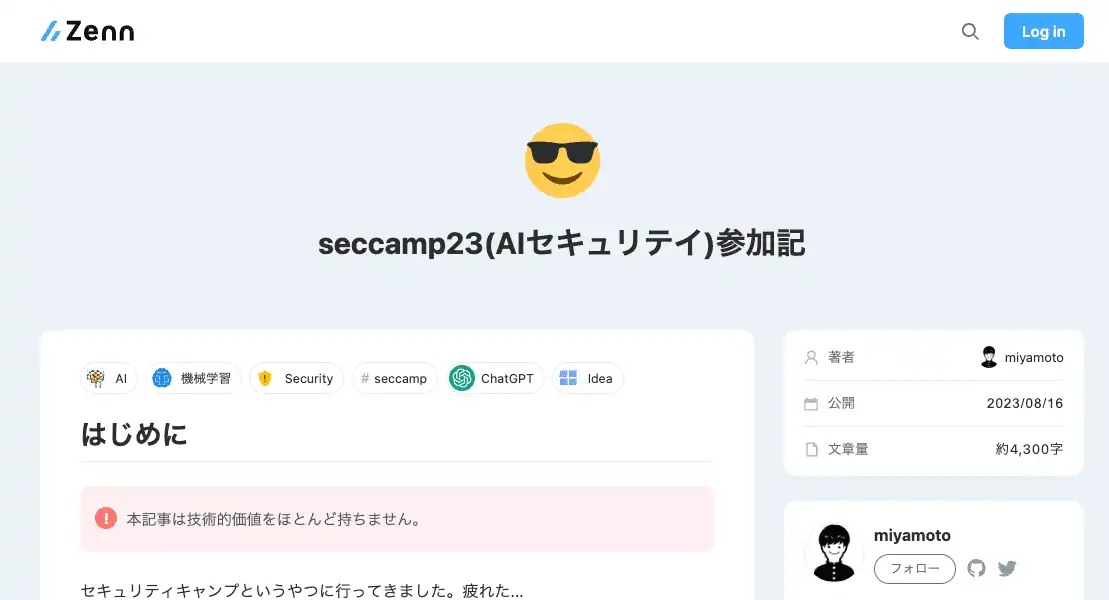 Zenn
Log in
seccamp23(AIセキュリテイ)参加記
AI 機械学習 Security # seccamp ChatGPT Idea
はじめに
本記事は技術的価値をほとんど持ちません。
セキュリティキャンプというやつに行ってきました。疲れた...
著者 miyamoto
公開 2023/08/16
文章量 約4,300字
miyamoto
フォロー